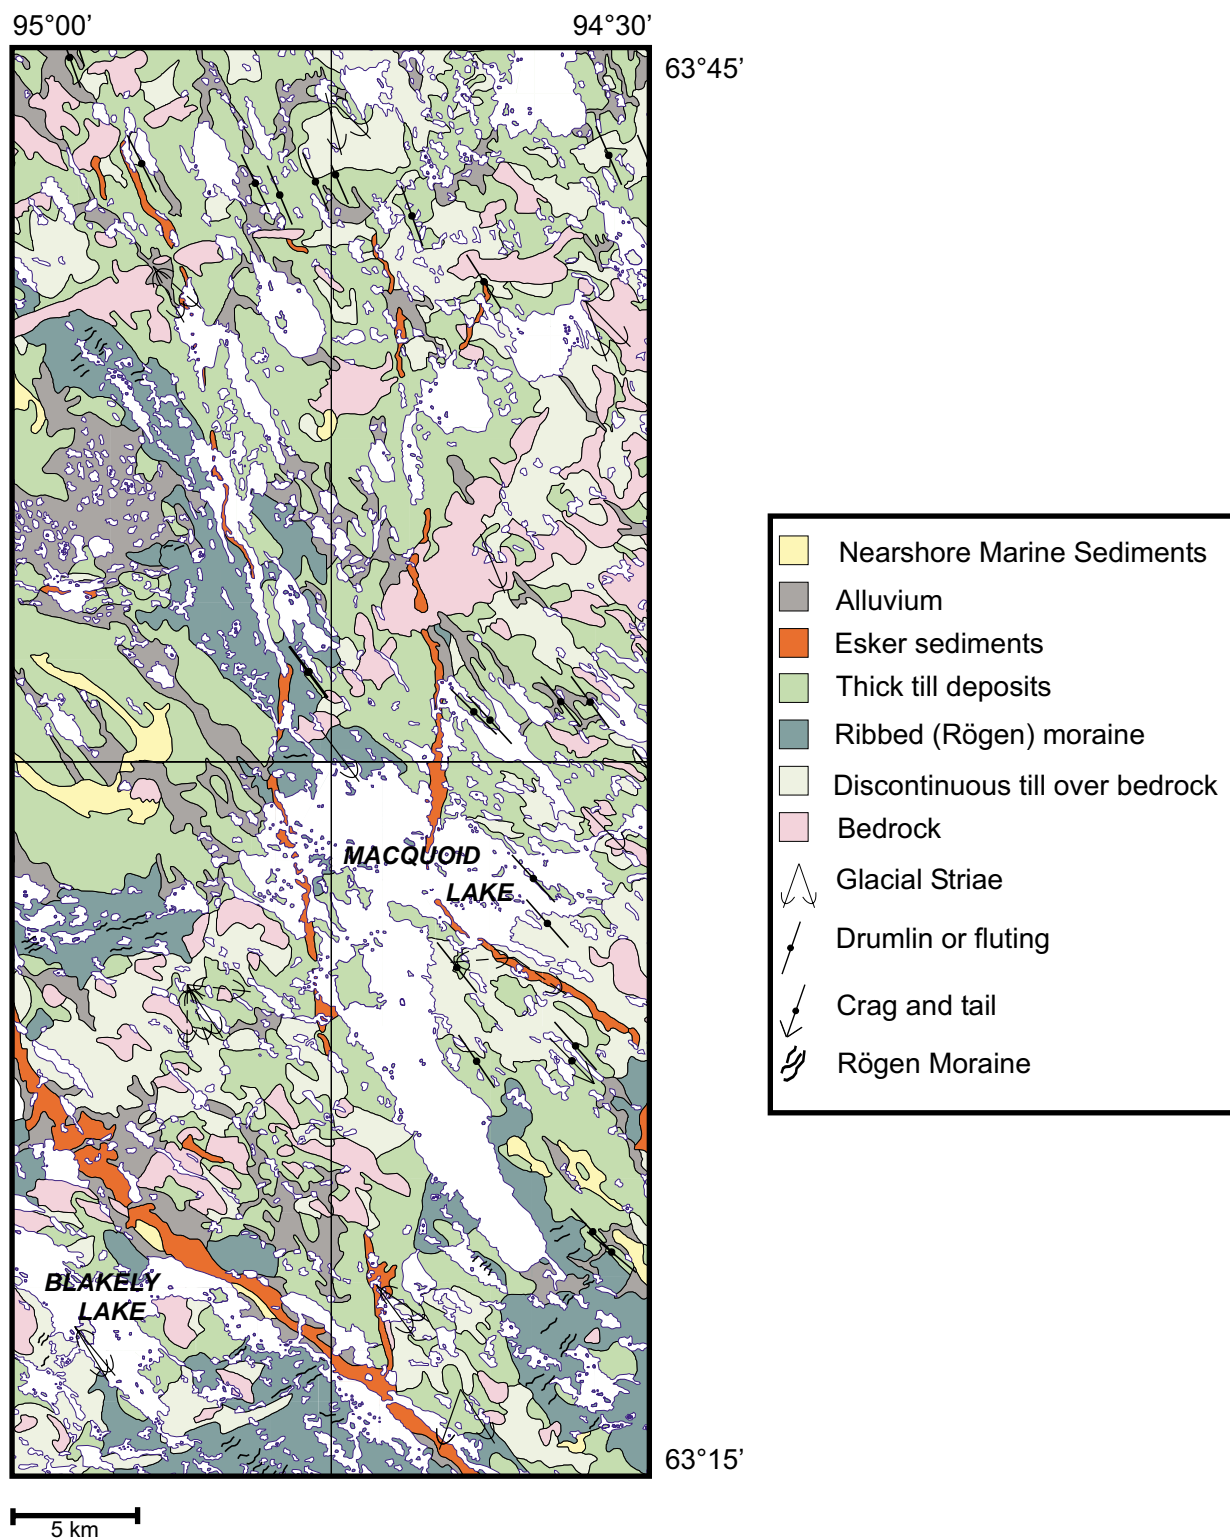 95°00’
94°30’
63°45’
Nearshore Marine Sediments
Alluvium
Esker sediments
Thick till deposits
Ribbed (Rögen) moraine
Discontinuous till over bedrock
Bedrock
Glacial Striae
Drumlin or fluting
Crag and tail
Rögen Moraine
MACQUOID
LAKE
BLAKELY
LAKE
63°15’
5 km